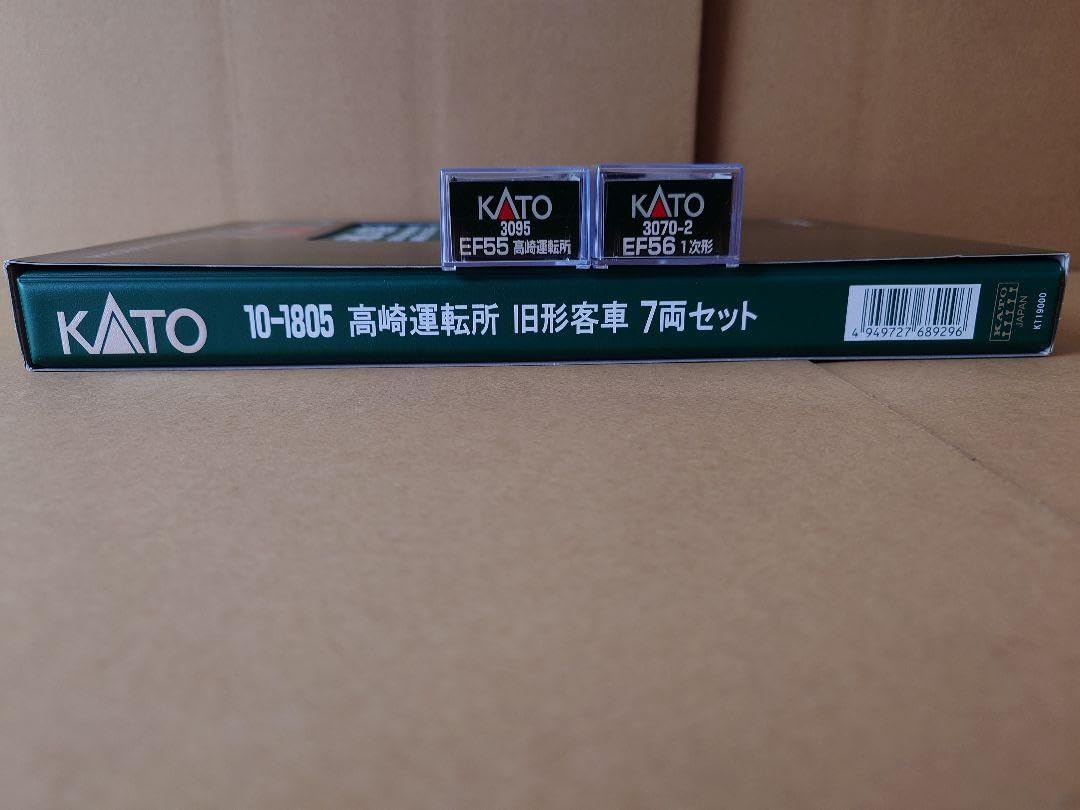 KATO
3095
EF55 高崎運転所
KATO
3070-2
EF56 1次形
KATO 10-1805 高崎運転所 旧形客車 7両セット
4 949727 689296
KATO
JAPAN
K119000